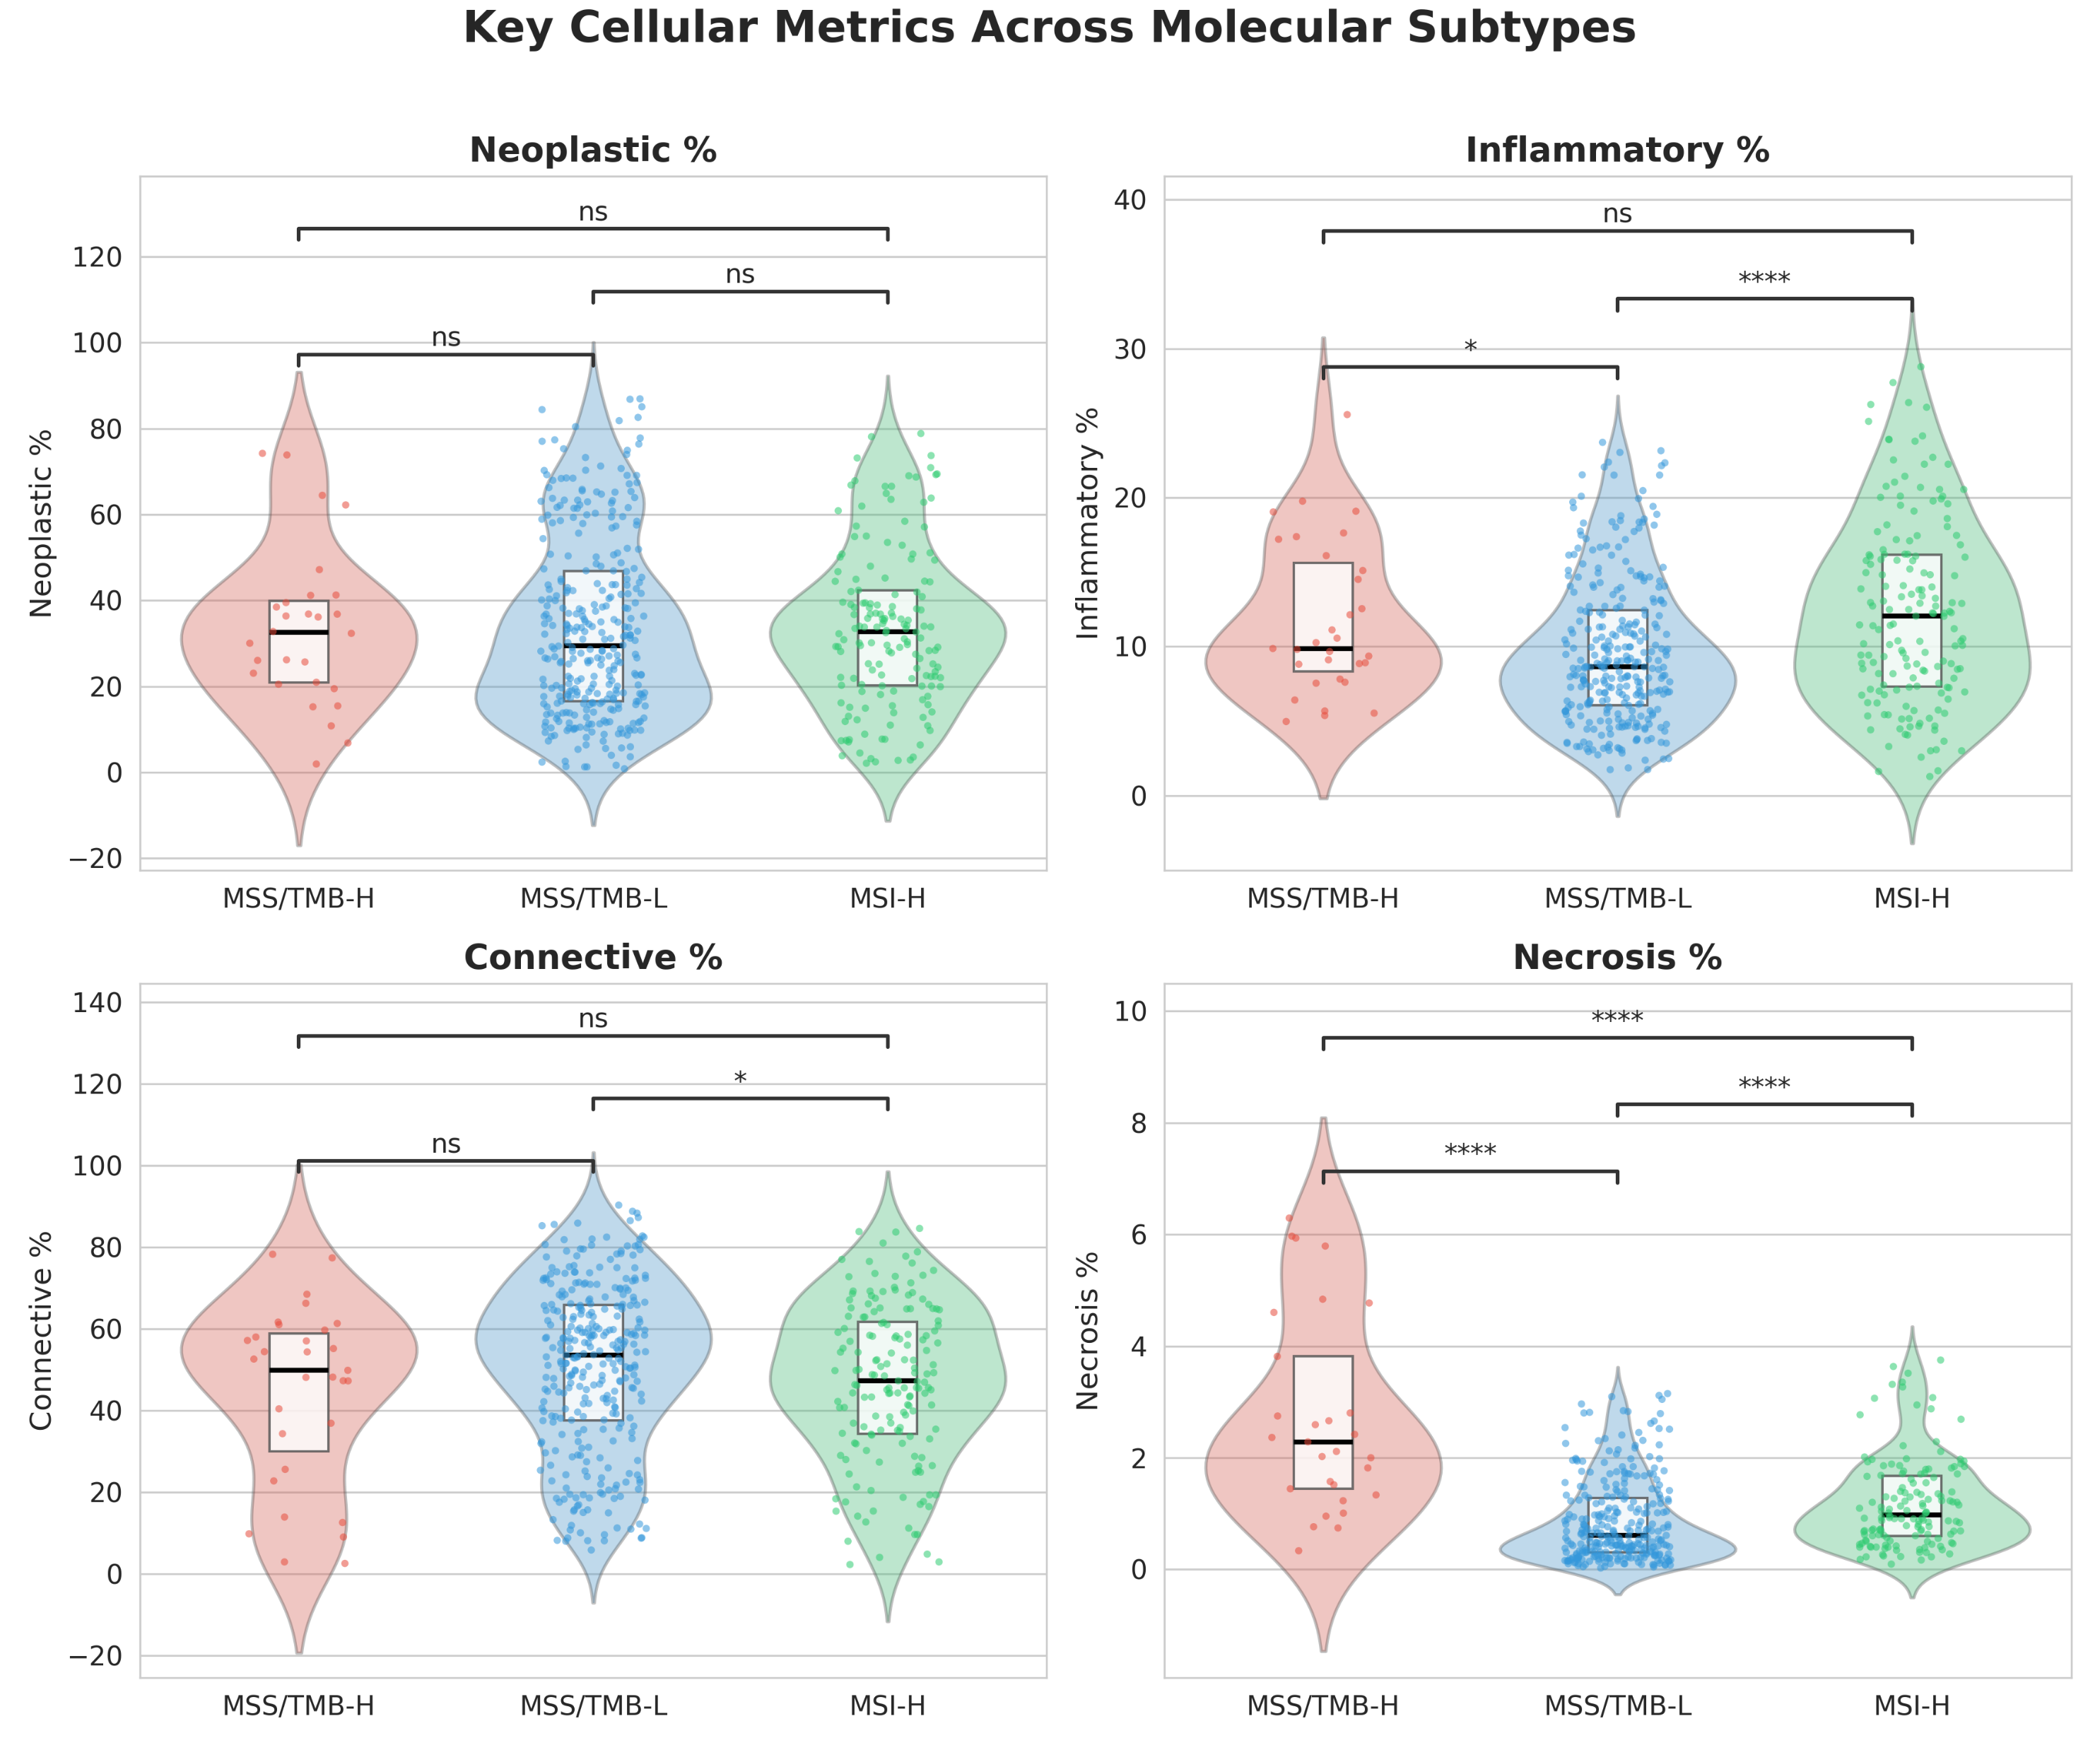 Key Cellular Metrics Across Molecular Subtypes
Neoplastic %
Neoplastic %
120
100
80
60
40
20
0
−20
ns
ns
ns
MSS/TMB-H MSS/TMB-L MSI-H
Inflammatory %
Inflammatory %
40
30
20
10
0
ns
****
*
MSS/TMB-H MSS/TMB-L MSI-H
Connective %
Connective %
140
120
100
80
60
40
20
0
−20
ns
*
ns
MSS/TMB-H MSS/TMB-L MSI-H
Necrosis %
Necrosis %
10
8
6
4
2
0
****
****
****
MSS/TMB-H MSS/TMB-L MSI-H